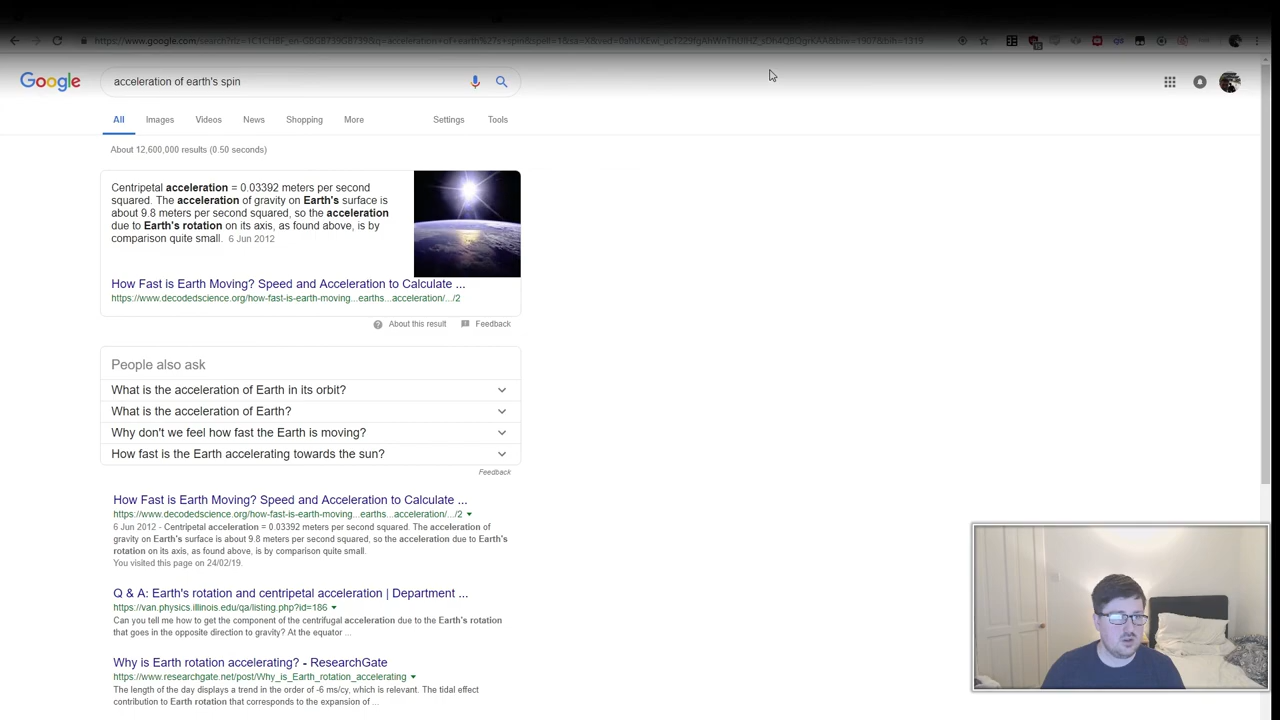 Google
acceleration of earth's spin
All Images Videos News Shopping More Settings Tools
About 12,600,000 results (0.50 seconds)
Centripetal acceleration = 0.03392 meters per second
squared. The acceleration of gravity on Earth's surface is
about 9.8 meters per second squared, so the acceleration
due to Earth's rotation on its axis, as found above, is by
comparison quite small. 6 Jun 2012
How Fast is Earth Moving? Speed and Acceleration to Calculate ...
https://www.decodedscience.org/how-fast-is-earth-moving...earths...acceleration/.../2
About this result Feedback
People also ask
What is the acceleration of Earth in its orbit?
What is the acceleration of Earth?
Why don't we feel how fast the Earth is moving?
How fast is the Earth accelerating towards the sun?
Feedback
How Fast is Earth Moving? Speed and Acceleration to Calculate ...
https://www.decodedscience.org/how-fast-is-earth-moving...earths...acceleration/.../2
6 Jun 2012 - Centripetal acceleration = 0.03392 meters per second squared. The acceleration of
gravity on Earth's surface is about 9.8 meters per second squared, so the acceleration due to Earth's
rotation on its axis, as found above, is by comparison quite small.
You visited this page on 24/02/19.
Q & A: Earth's rotation and centripetal acceleration | Department ...
https://van.physics.illinois.edu/qa/listing.php?id=186
Can you tell me how to get the component of the centrifugal acceleration due to the Earth's rotation
that goes in the opposite direction to gravity? At the equator ...
Why is Earth rotation accelerating? - ResearchGate
https://www.researchgate.net/post/Why_is_Earth_rotation_accelerating
The length of the day displays a trend in the order of -6 ms/cy, which is relevant. The tidal effect
contribution to Earth rotation that corresponds to the expansion of ...